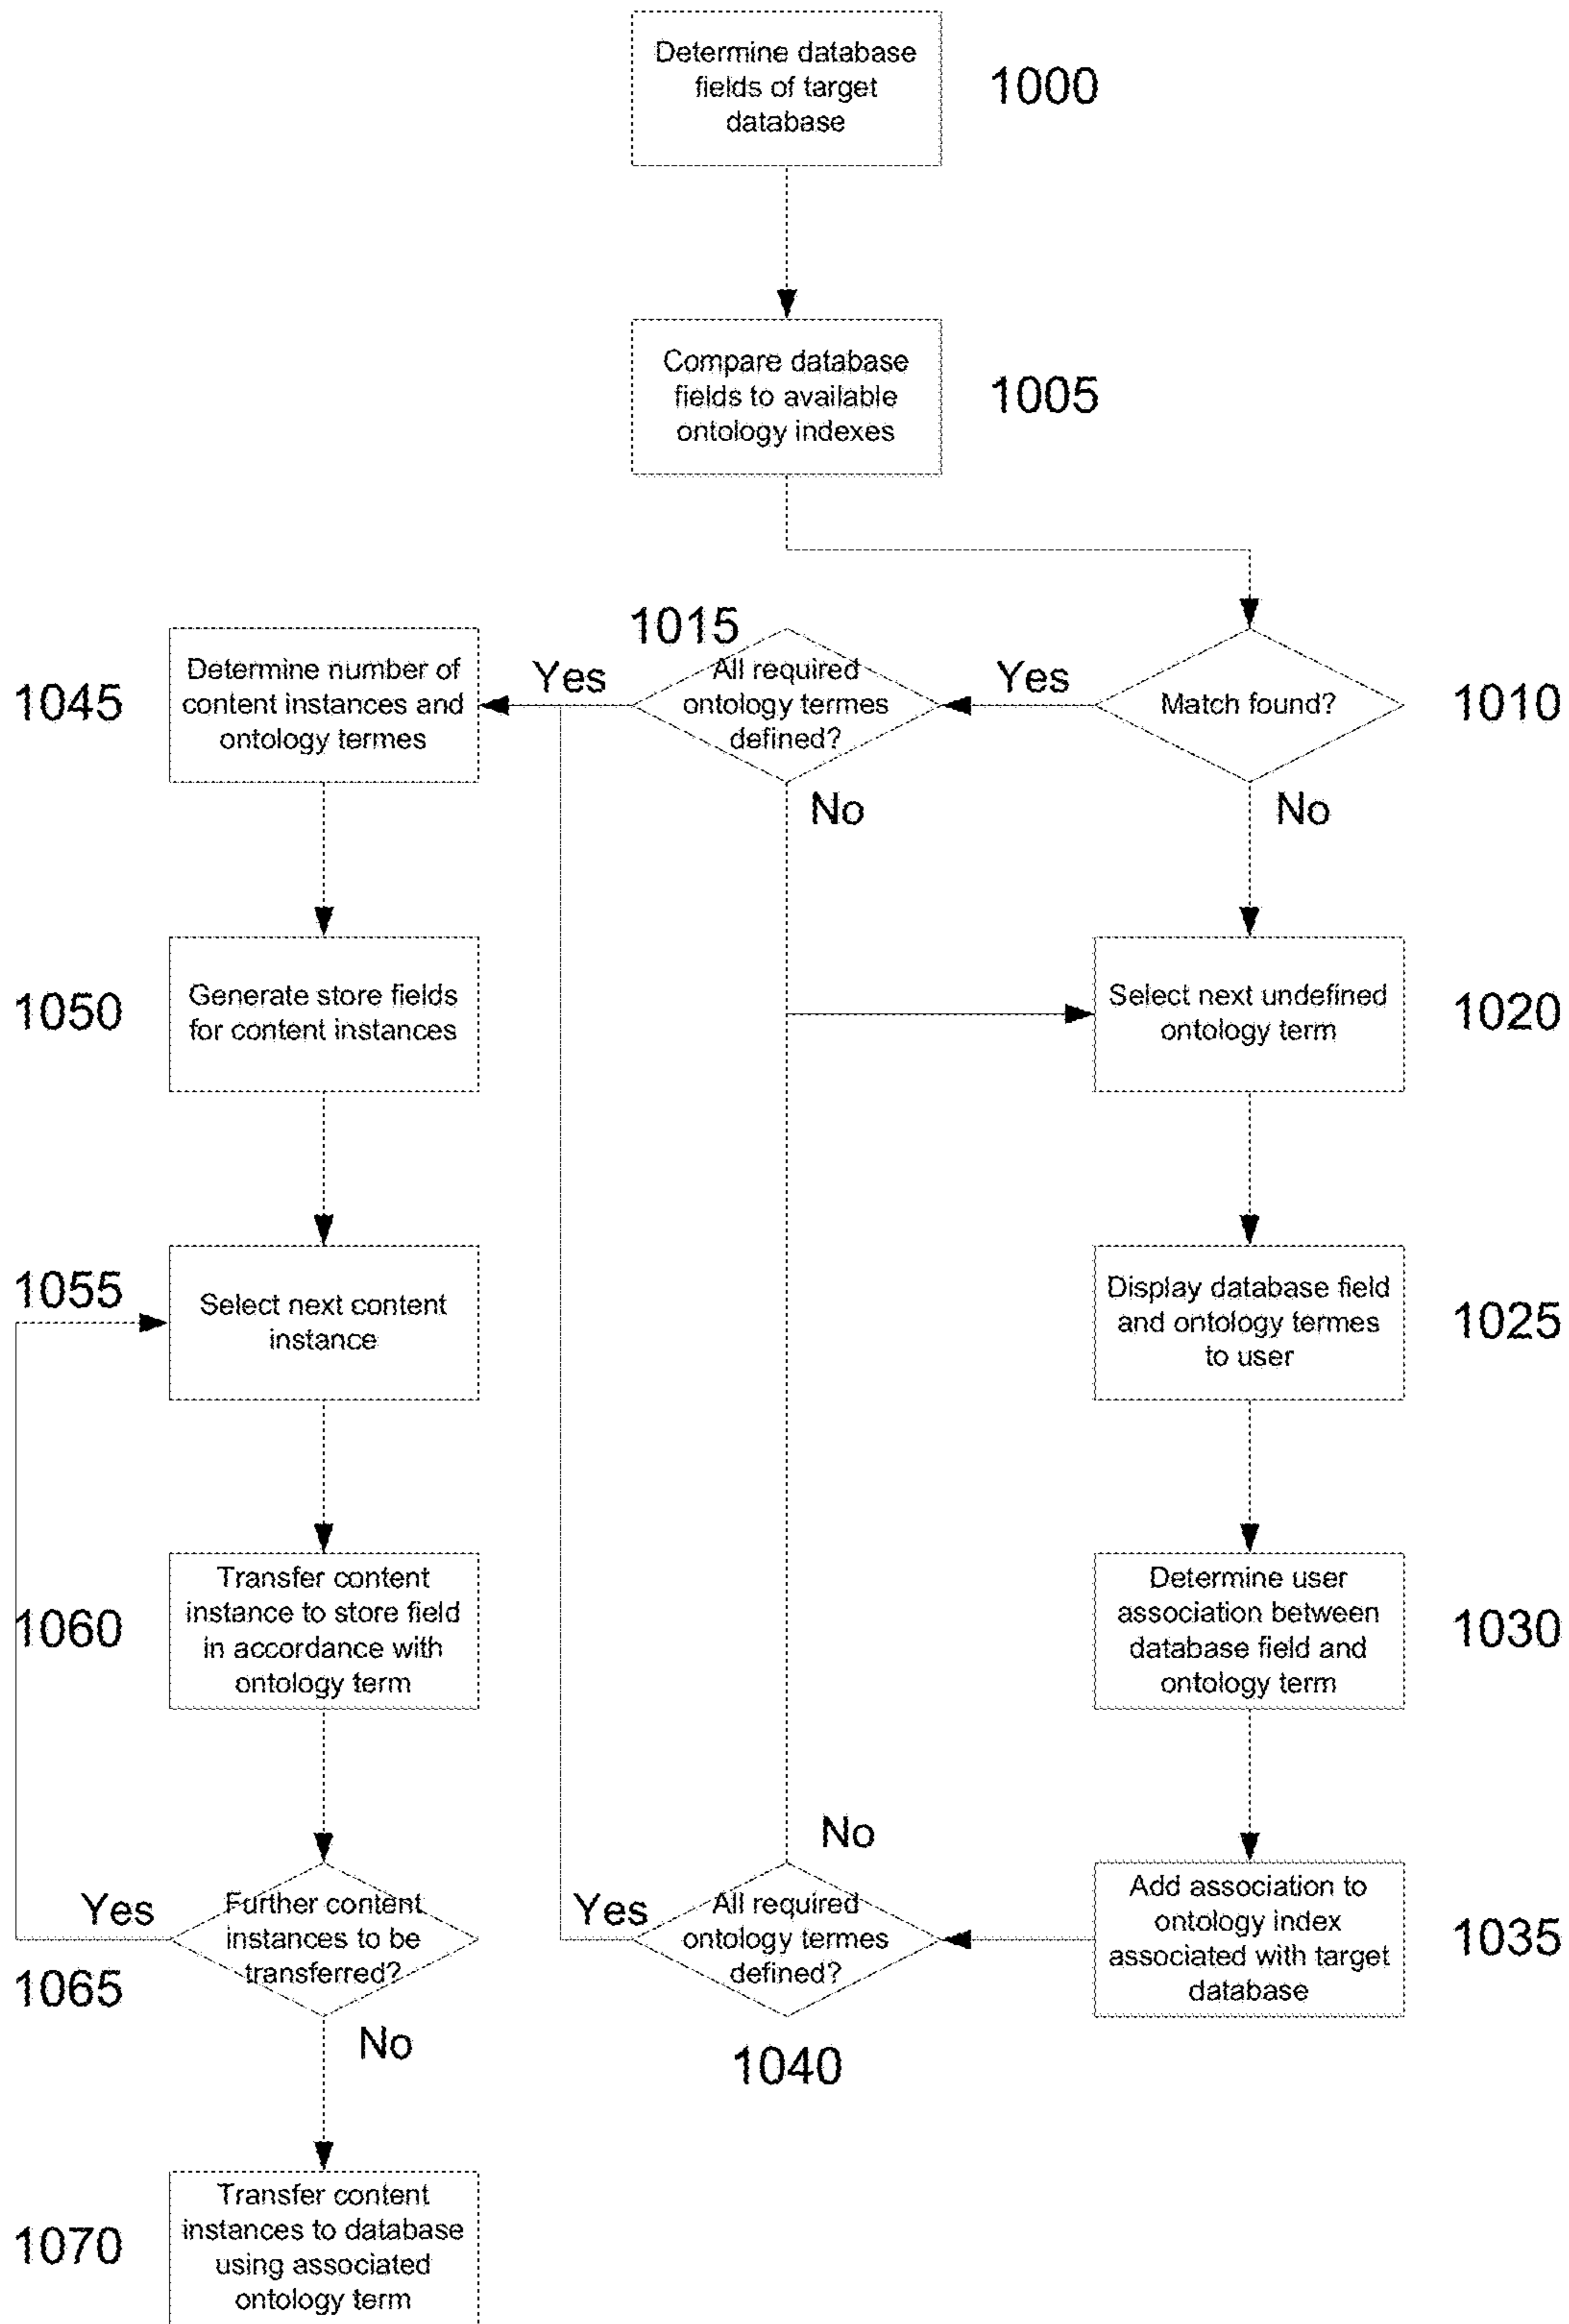 Determine database
fields of target
database
1000
Compare database
fields to available
ontology indexes
1005
1015
All required
ontology termes
defined?
Yes
No
Match found?
1010
Yes
No
1045
Determine number of
content instances and
ontology termes
1050
Generate store fields
for content instances
Select next undefined
ontology term
1020
1055
Select next content
instance
Display database field
and ontology termes
to user
1025
1060
Transfer content
instance to store field
in accordance with
ontology term
Determine user
association between
database field and
ontology term
1030
Yes
Further content
instances to be
transferred?
1065
No
Yes
All required
ontology termes
defined?
No
1040
Add association to
ontology index
associated with target
database
1035
1070
Transfer content
instances to database
using associated
ontology term